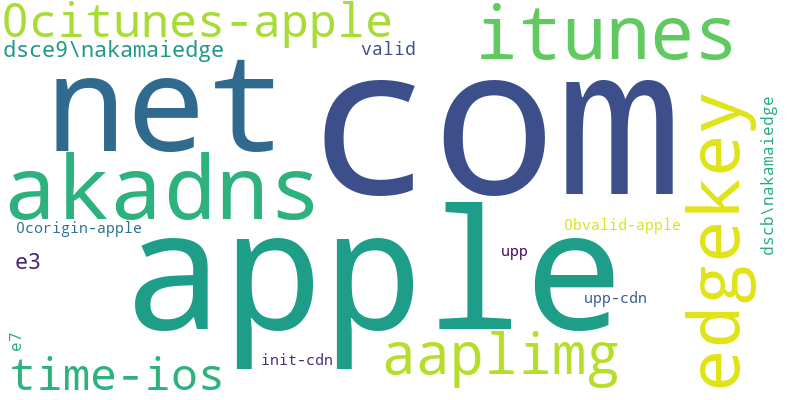 0citunes-apple
itunes
dsce9\nakamaiedge
valid
net
com
edgekey
dscb\nakamaiedge
akadns
0corigin-apple
0bvalid-apple
apple
e3
upp
upp-cdn
e7
aaplimg
init-cdn
time-ios